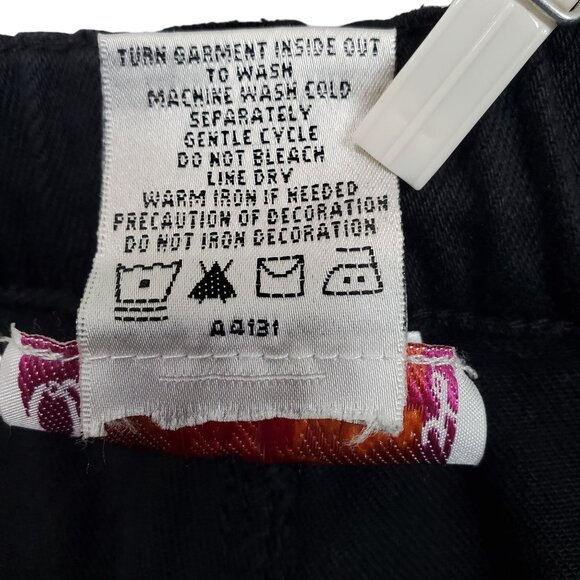 TURN GARMENT INSIDE OUT
TO WASH
MACHINE WASH COLD
SEPARATELY
GENTLE CYCLE
DO NOT BLEACH
LINE DRY
WARM IRON IF NEEDED
PRECAUTION OF DECORATION
DO NOT IRON DECORATION
A4131